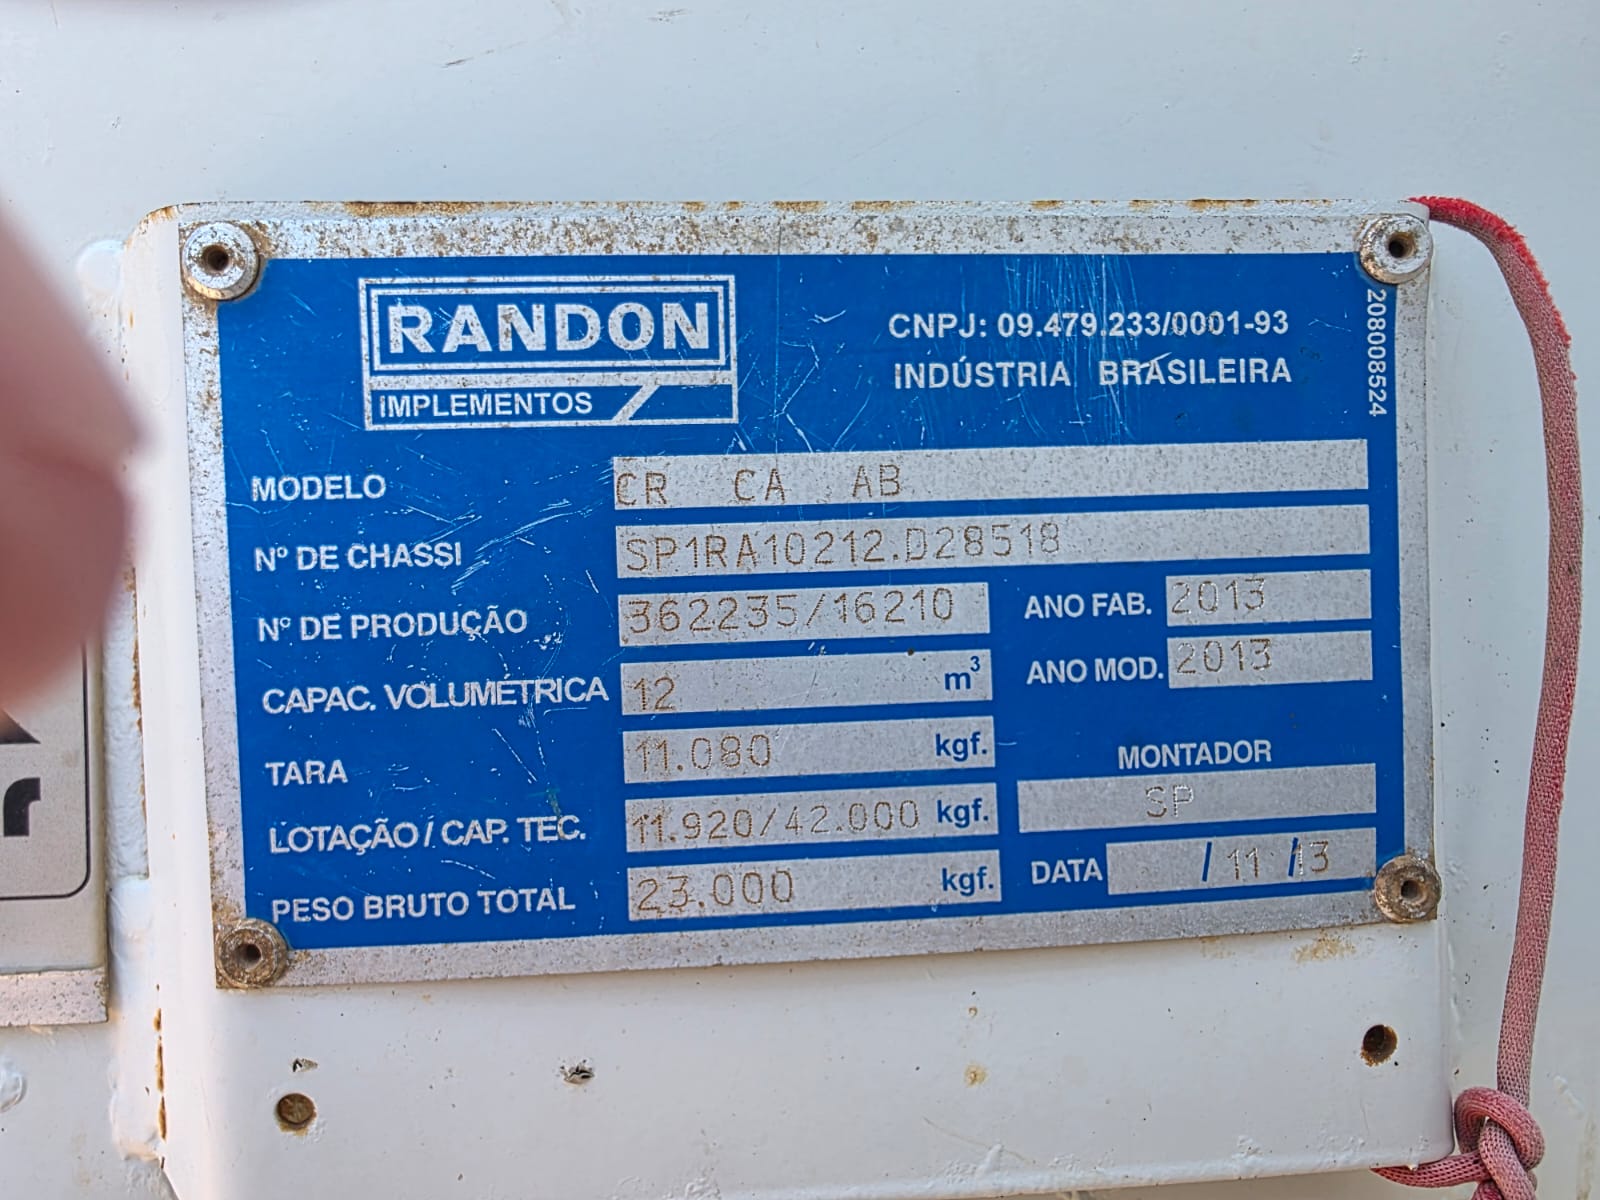 RANDON
IMPLEMENTOS
CNPJ: 09.479.233/0001-93
INDÚSTRIA BRASILEIRA
208008524
MODELO CR CA AB
Nº DE CHASSI SP1RA10212.D28518
Nº DE PRODUÇÃO 362235/16210
ANO FAB. 2013
CAPAC. VOLUMÉTRICA 12 m³
ANO MOD. 2013
TARA 11.080 kgf.
MONTADOR
SP
LOTAÇÃO / CAP. TEC. 11.920/42.000 kgf.
DATA / 11 / 13
PESO BRUTO TOTAL 23.000 kgf.